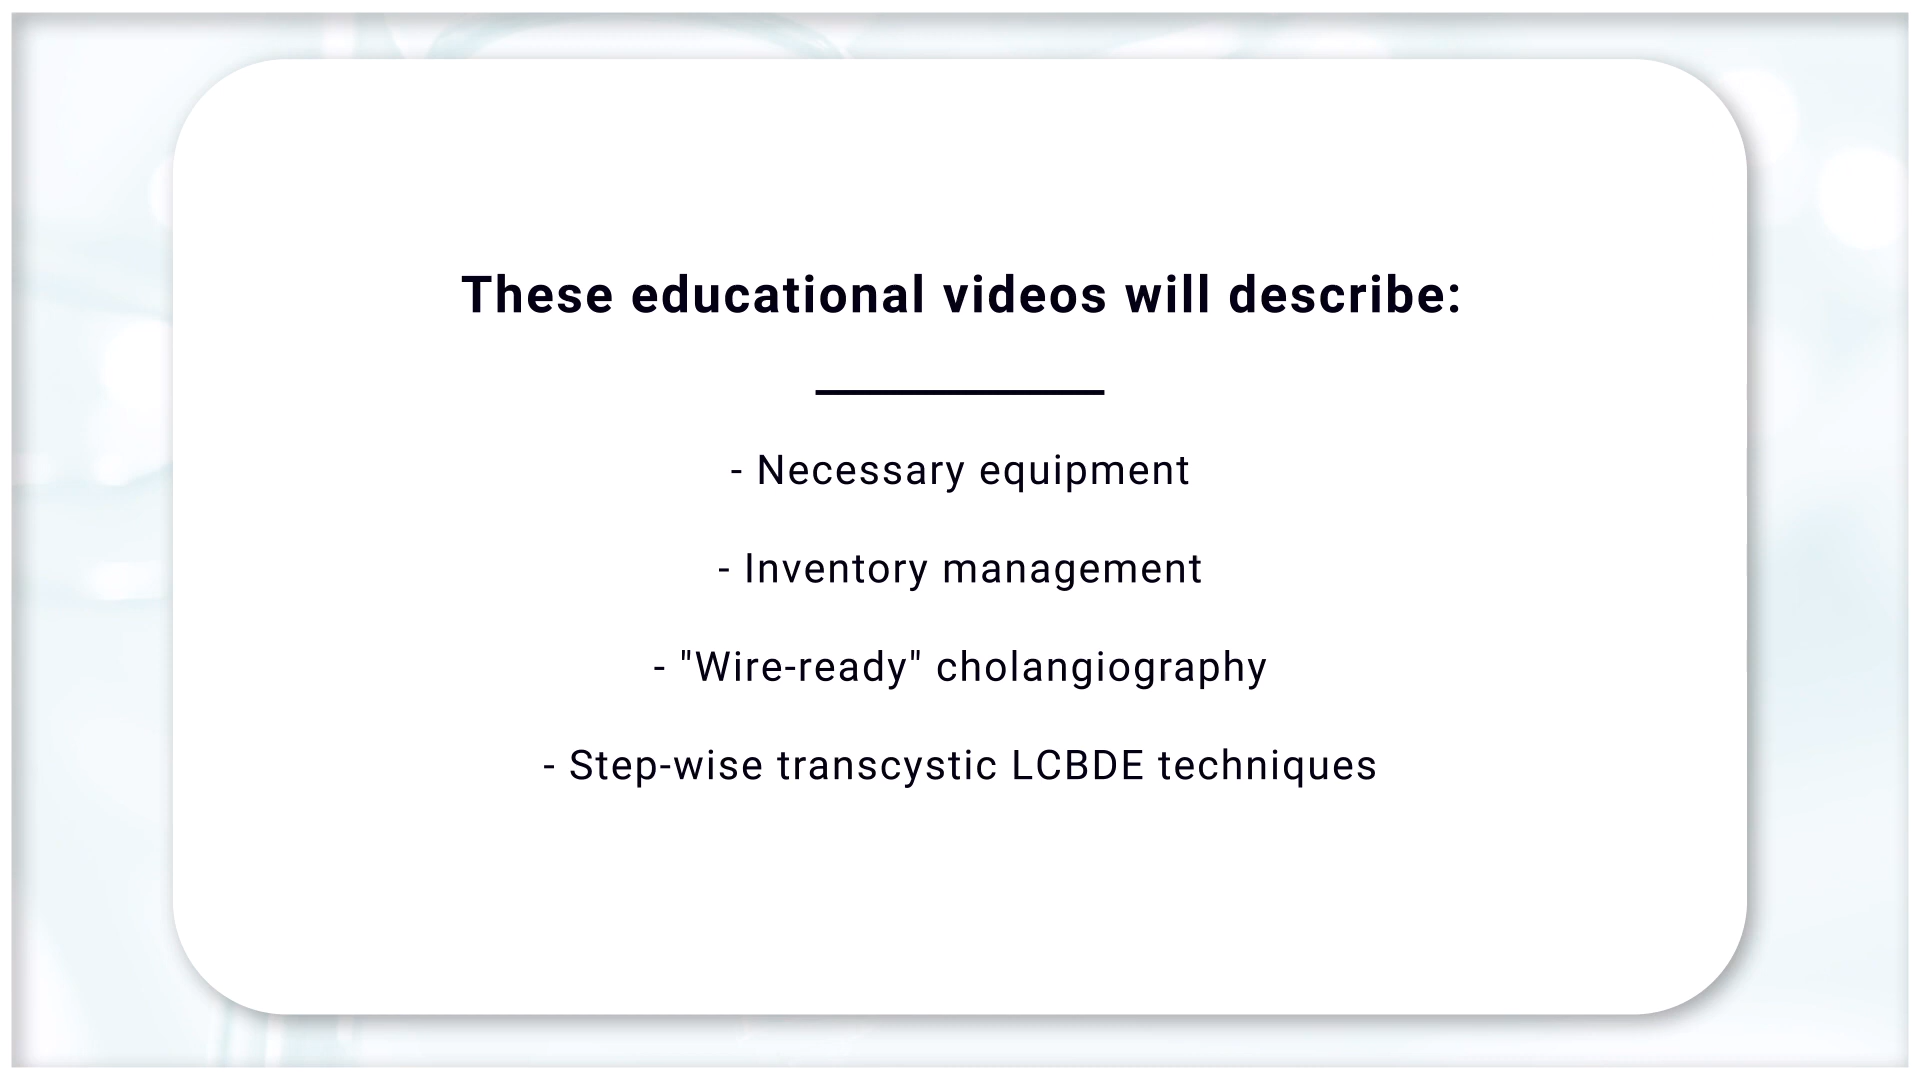 These educational videos will describe:
- Necessary equipment
- Inventory management
- "Wire-ready" cholangiography
- Step-wise transcystic LCBDE techniques